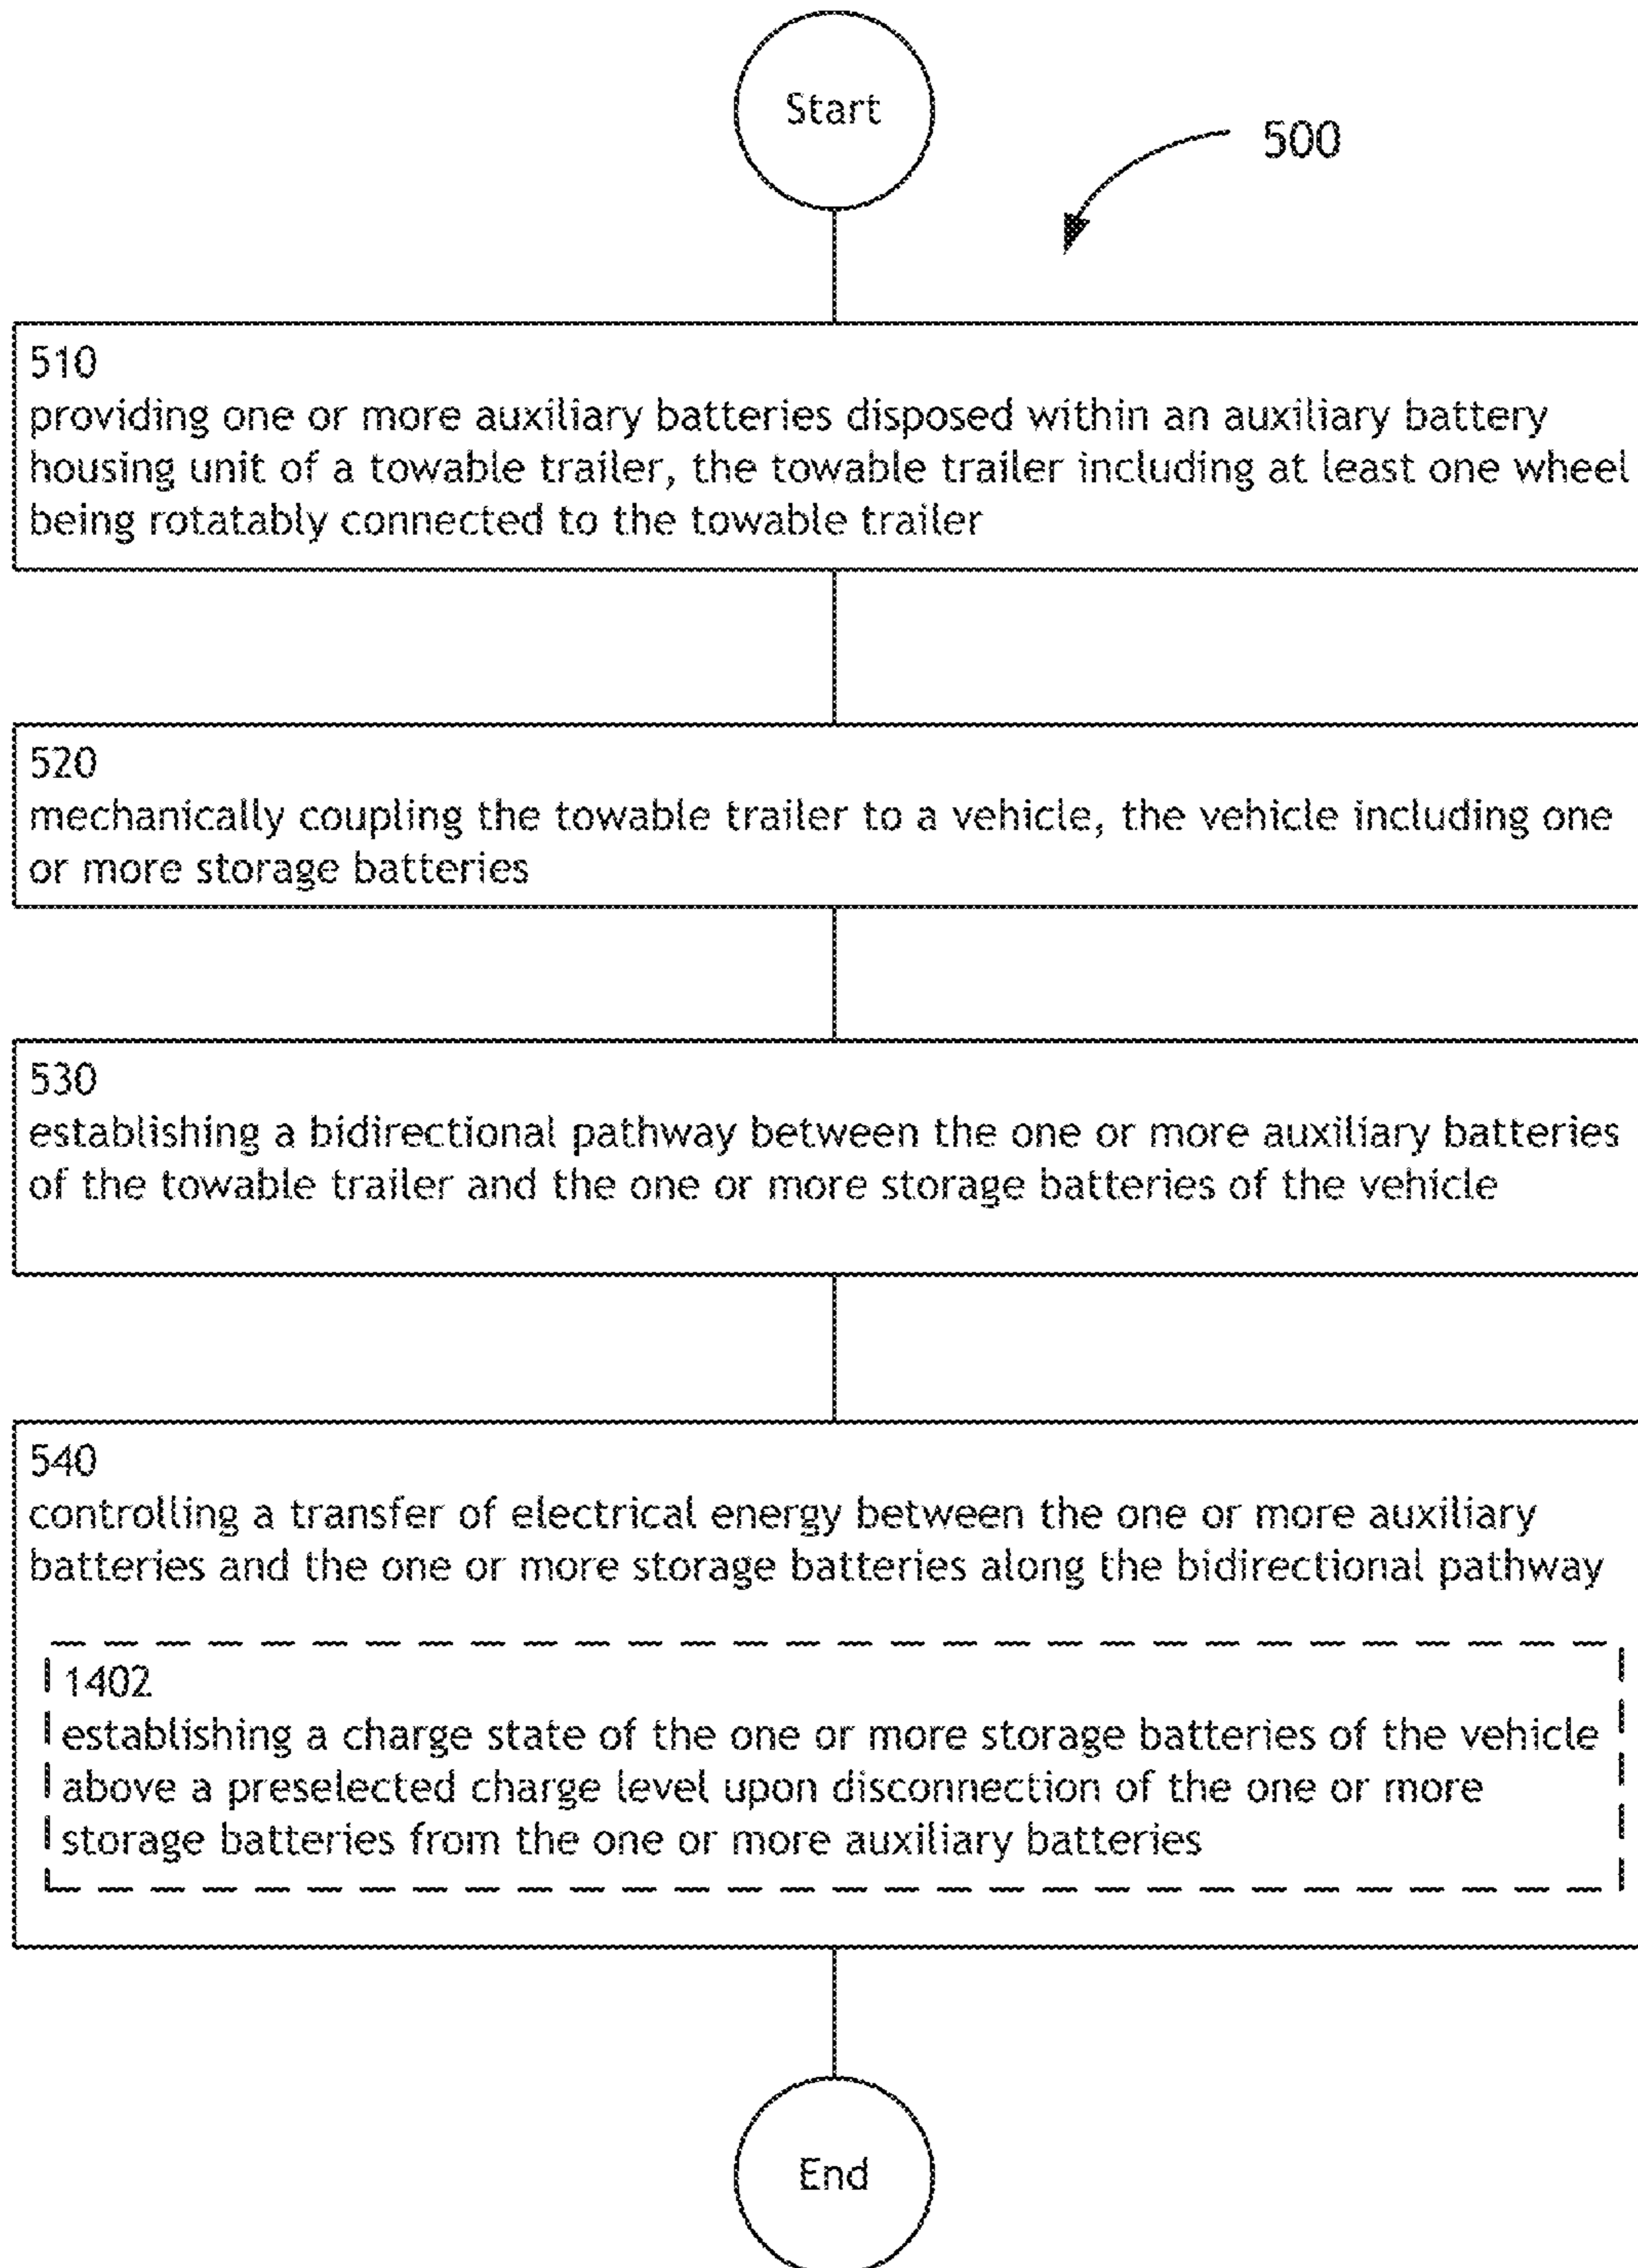 Start
500
510
providing one or more auxiliary batteries disposed within an auxiliary battery
housing unit of a towable trailer, the towable trailer including at least one wheel
being rotatably connected to the towable trailer
520
mechanically coupling the towable trailer to a vehicle, the vehicle including one
or more storage batteries
530
establishing a bidirectional pathway between the one or more auxiliary batteries
of the towable trailer and the one or more storage batteries of the vehicle
540
controlling a transfer of electrical energy between the one or more auxiliary
batteries and the one or more storage batteries along the bidirectional pathway
1402
establishing a charge state of the one or more storage batteries of the vehicle
above a preselected charge level upon disconnection of the one or more
storage batteries from the one or more auxiliary batteries
End